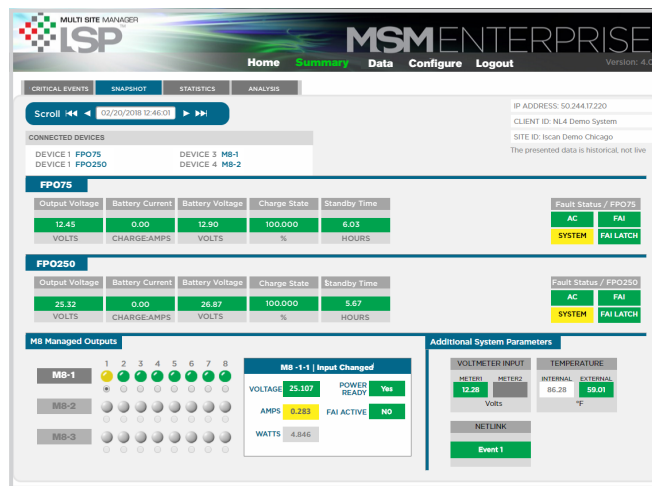 MULTI SITE MANAGER
LSP
MSM ENTERPRISE
Home Summary Data Configure Logout
Version: 4.0
CRITICAL EVENTS SNAPSHOT STATISTICS ANALYSIS
Scroll 02/20/2018 12:46:01
IP ADDRESS: 50.244.17.220
CLIENT ID: NL4 Demo System
SITE ID: Iscan Demo Chicago
The presented data is historical, not live
CONNECTED DEVICES
DEVICE 1 FPO75 DEVICE 3 M8-1
DEVICE 1 FPO250 DEVICE 4 M8-2
FPO75
Output Voltage Battery Current Battery Voltage Charge State Standby Time
12.45 0.00 12.90 100.000 6.03
VOLTS CHARGE:AMPS VOLTS % HOURS
Fault Status / FPO75
AC FAI
SYSTEM FAI LATCH
FPO250
Output Voltage Battery Current Battery Voltage Charge State Standby Time
25.32 0.00 26.87 100.000 5.67
VOLTS CHARGE:AMPS VOLTS % HOURS
Fault Status / FPO250
AC FAI
SYSTEM FAI LATCH
M8 Managed Outputs
1 2 3 4 5 6 7 8
M8-1
M8-2
M8-3
M8 -1-1 | Input Changed
VOLTAGE 25.107 POWER READY Yes
AMPS 0.283 FAI ACTIVE NO
WATTS 4.846
Additional System Parameters
VOLTMETER INPUT TEMPERATURE
METER1 METER2 INTERNAL EXTERNAL
12.28 86.28 59.01
Volts °F
NETLINK
Event 1